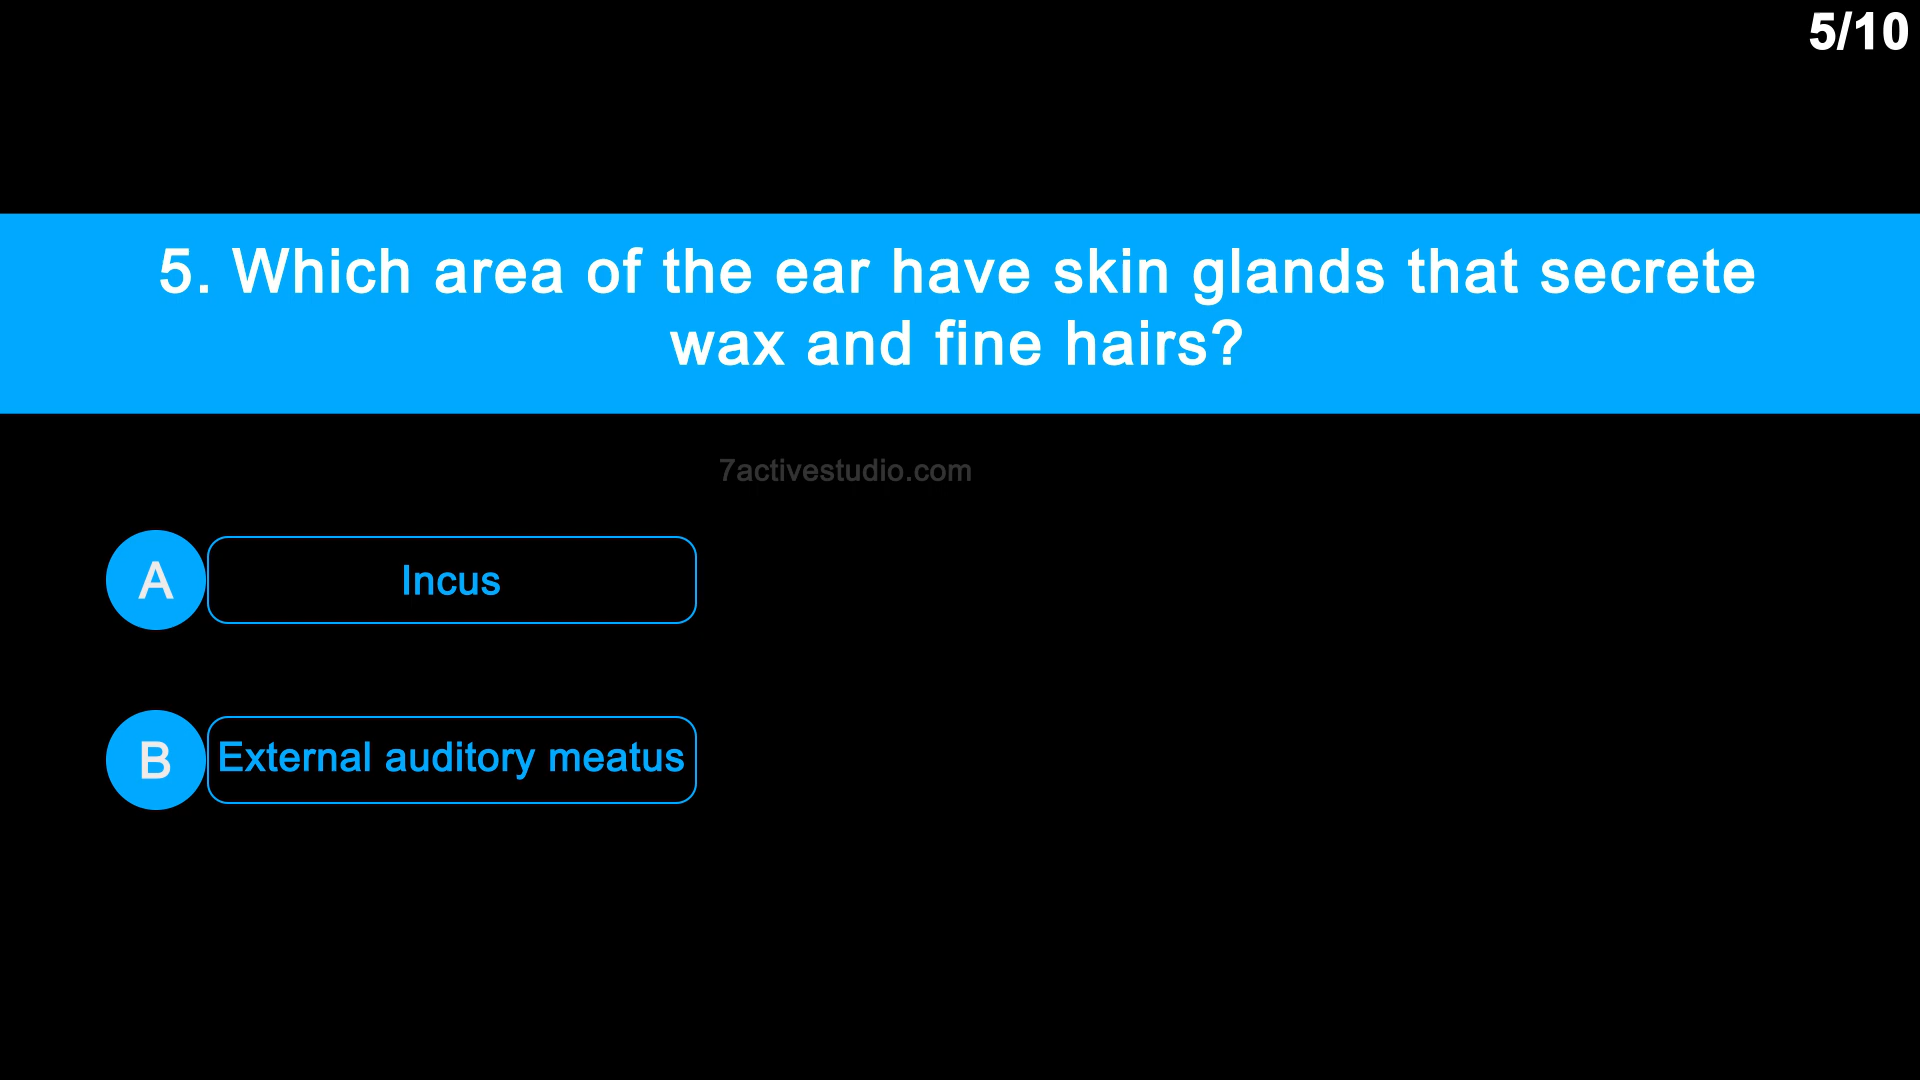 5/10
5. Which area of the ear have skin glands that secrete
wax and fine hairs?
7activestudio.com
A
Incus
B
External auditory meatus